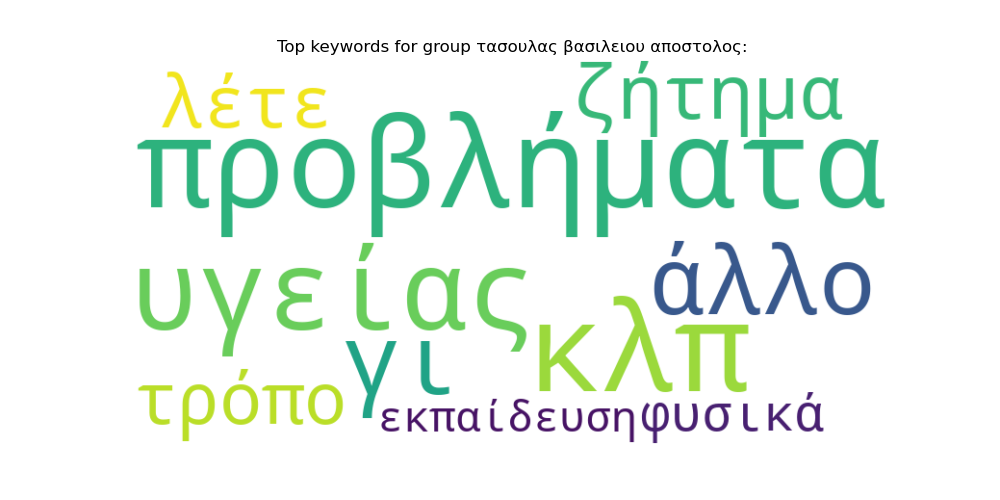 Top keywords for group τασουλας βασιλειου αποστολος:
λέτε ζήτημα
προβλήματα
υγείας άλλο
γι κλπ
τρόπο εκπαίδευση φυσικά